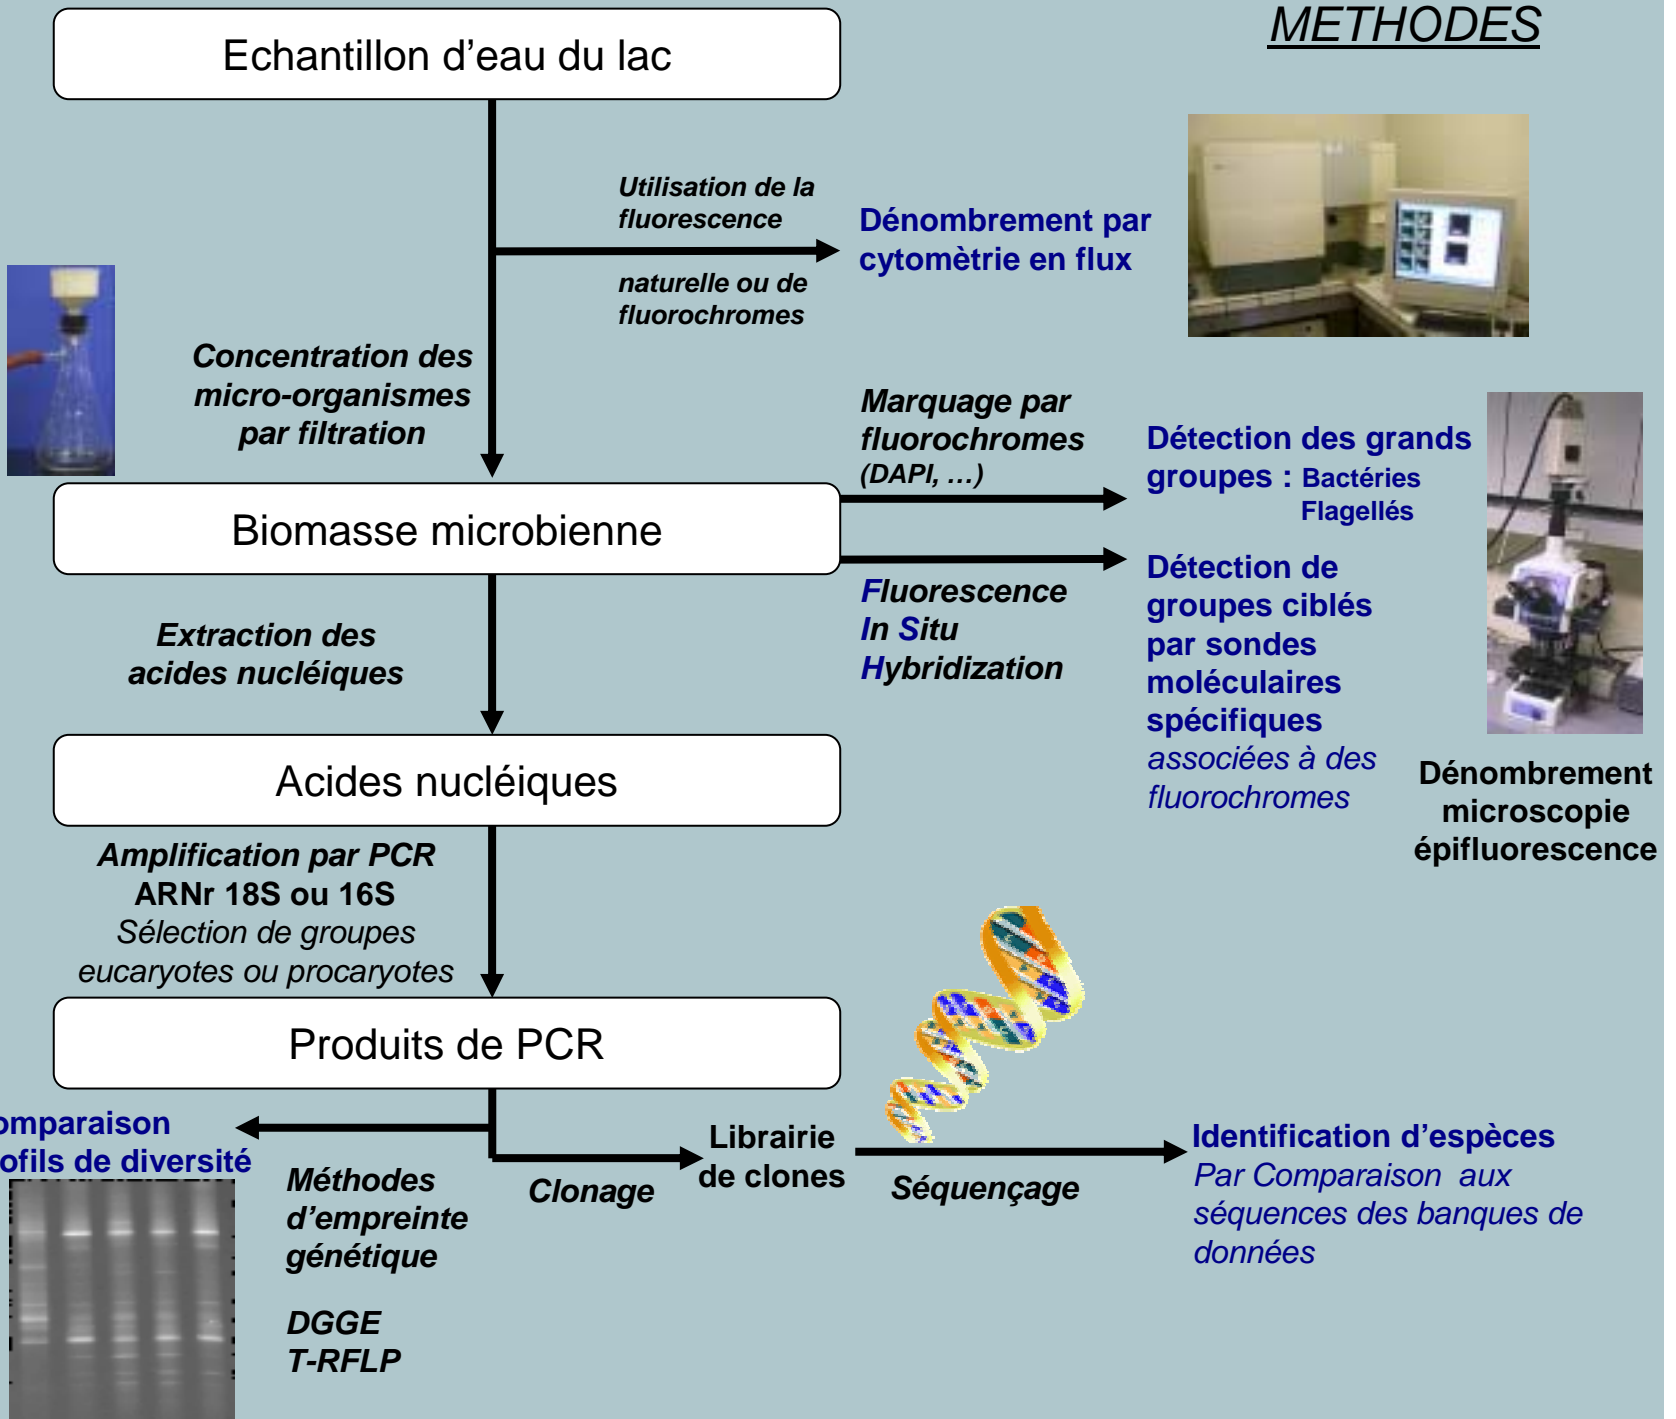 METHODES
Echantillon d'eau du lac
Utilisation de la
fluorescence
naturelle ou de
fluorochromes
Dénombrement par
cytomètrie en flux
Concentration des
micro-organismes
par filtration
Marquage par
fluorochromes
(DAPI, …)
Détection des grands
groupes : Bactéries
Flagellés
Biomasse microbienne
Fluorescence
In Situ
Hybridization
Détection de
groupes ciblés
par sondes
moléculaires
spécifiques
associées à des
fluorochromes
Dénombrement
microscopie
épifluorescence
Extraction des
acides nucléiques
Acides nucléiques
Amplification par PCR
ARNr 18S ou 16S
Sélection de groupes
eucaryotes ou procaryotes
Produits de PCR
omparaison
ofils de diversité
Méthodes
d'empreinte
génétique
DGGE
T-RFLP
Clonage
Librairie
de clones
Séquençage
Identification d'espèces
Par Comparaison aux
séquences des banques de
données